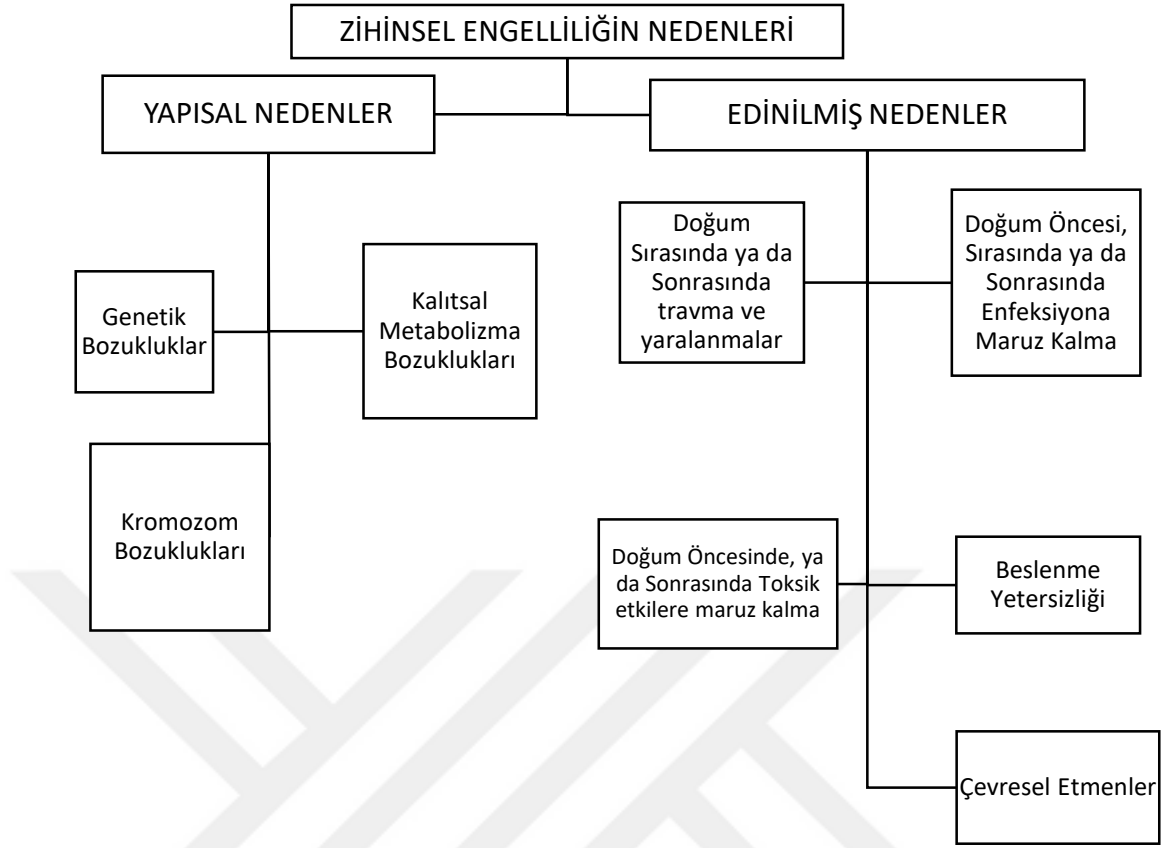 ZİHİNSEL ENGELLİLİĞİN NEDENLERİ
YAPISAL NEDENLER
EDİNİLMİŞ NEDENLER
Genetik
Bozukluklar
Kalıtsal
Metabolizma
Bozuklukları
Kromozom
Bozuklukları
Doğum
Sırasında ya da
Sonrasında
travma ve
yaralanmalar
Doğum Öncesi,
Sırasında ya da
Sonrasında
Enfeksiyona
Maruz Kalma
Doğum Öncesinde, ya
da Sonrasında Toksik
etkilere maruz kalma
Beslenme
Yetersizliği
Çevresel Etmenler